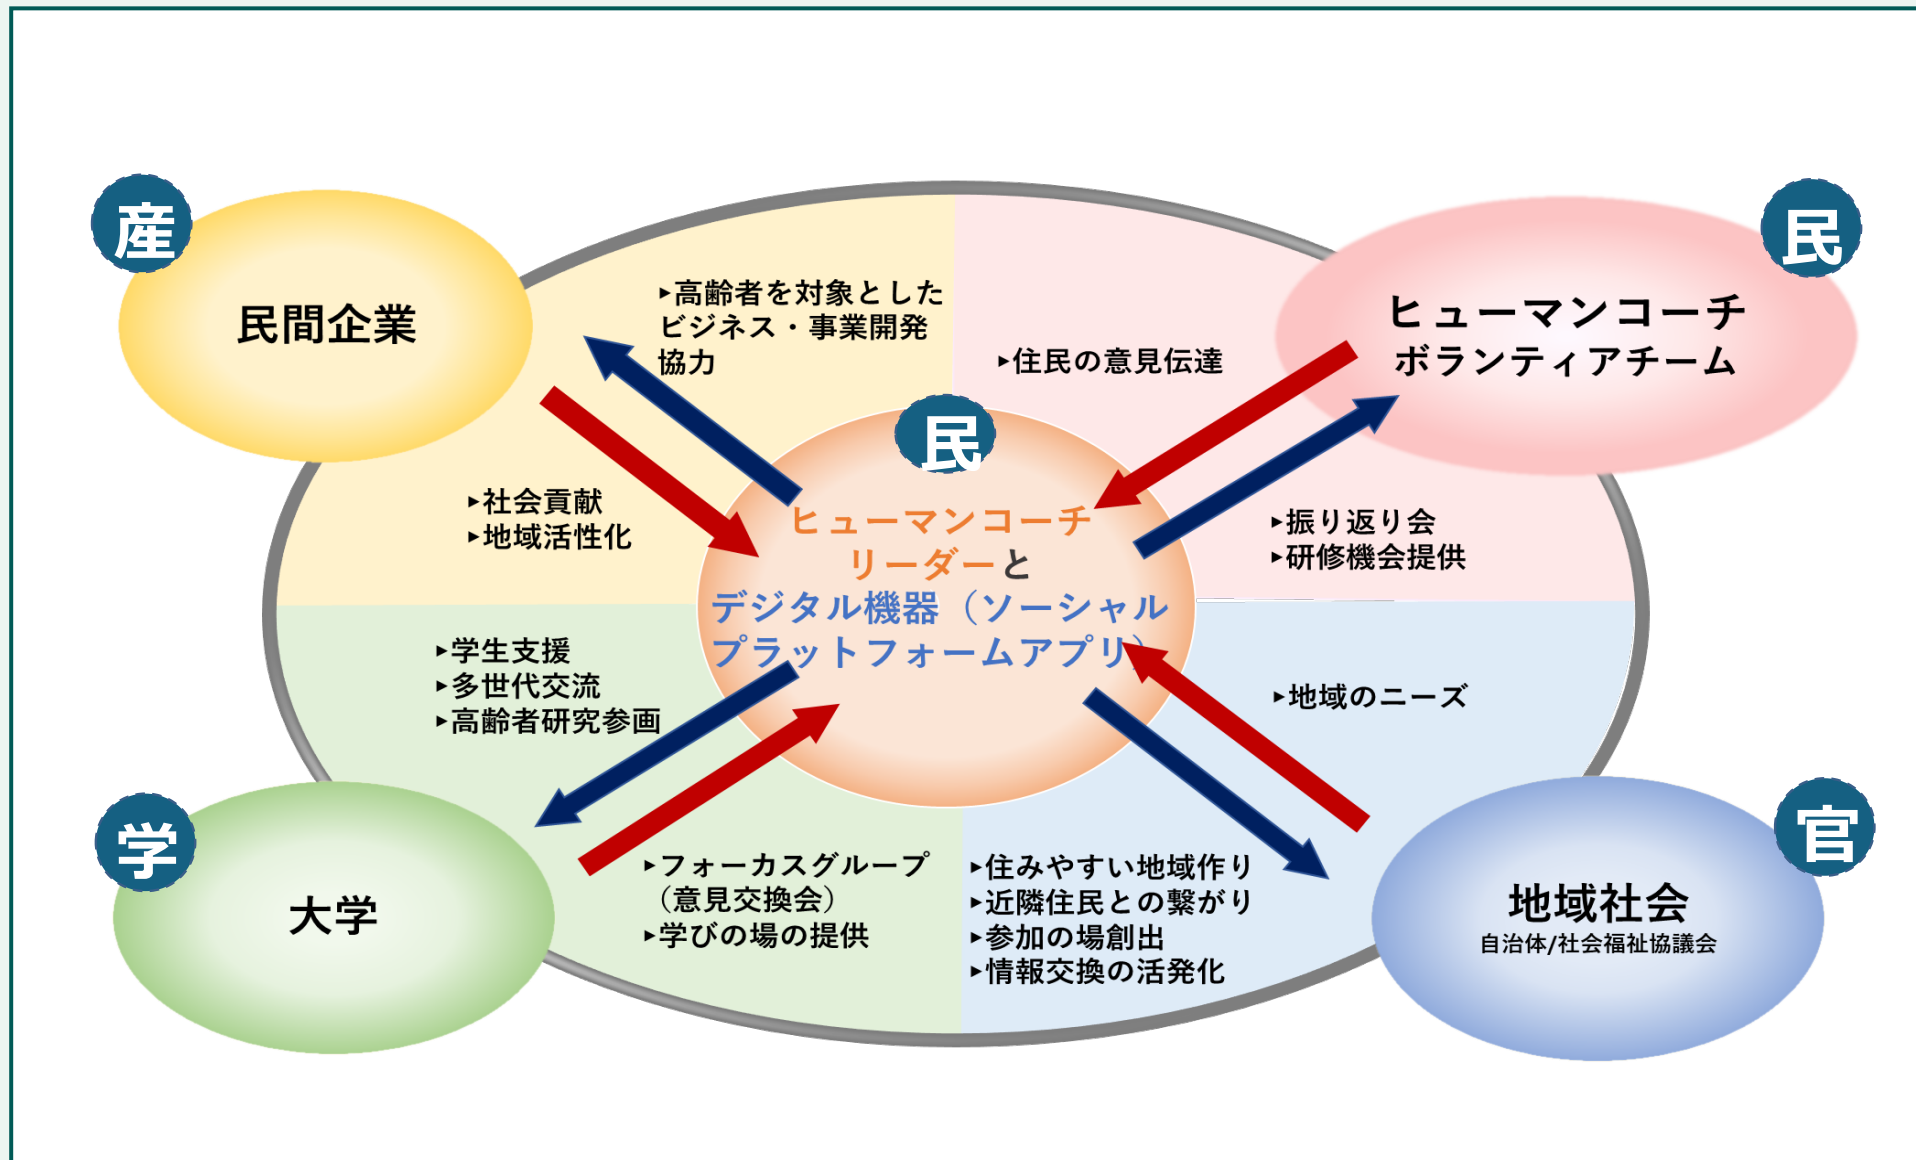 産
民間企業
民
ヒューマンコーチ
ボランティアチーム
▸高齢者を対象とした
ビジネス・事業開発
協力
▸住民の意見伝達
▸社会貢献
▸地域活性化
▸振り返り会
▸研修機会提供
民
ヒューマンコーチ
リーダーと
デジタル機器（ソーシャル
プラットフォームアプリ）
▸学生支援
▸多世代交流
▸高齢者研究参画
▸地域のニーズ
▸フォーカスグループ
（意見交換会）
▸学びの場の提供
▸住みやすい地域作り
▸近隣住民との繋がり
▸参加の場創出
▸情報交換の活発化
学
大学
官
地域社会
自治体/社会福祉協議会